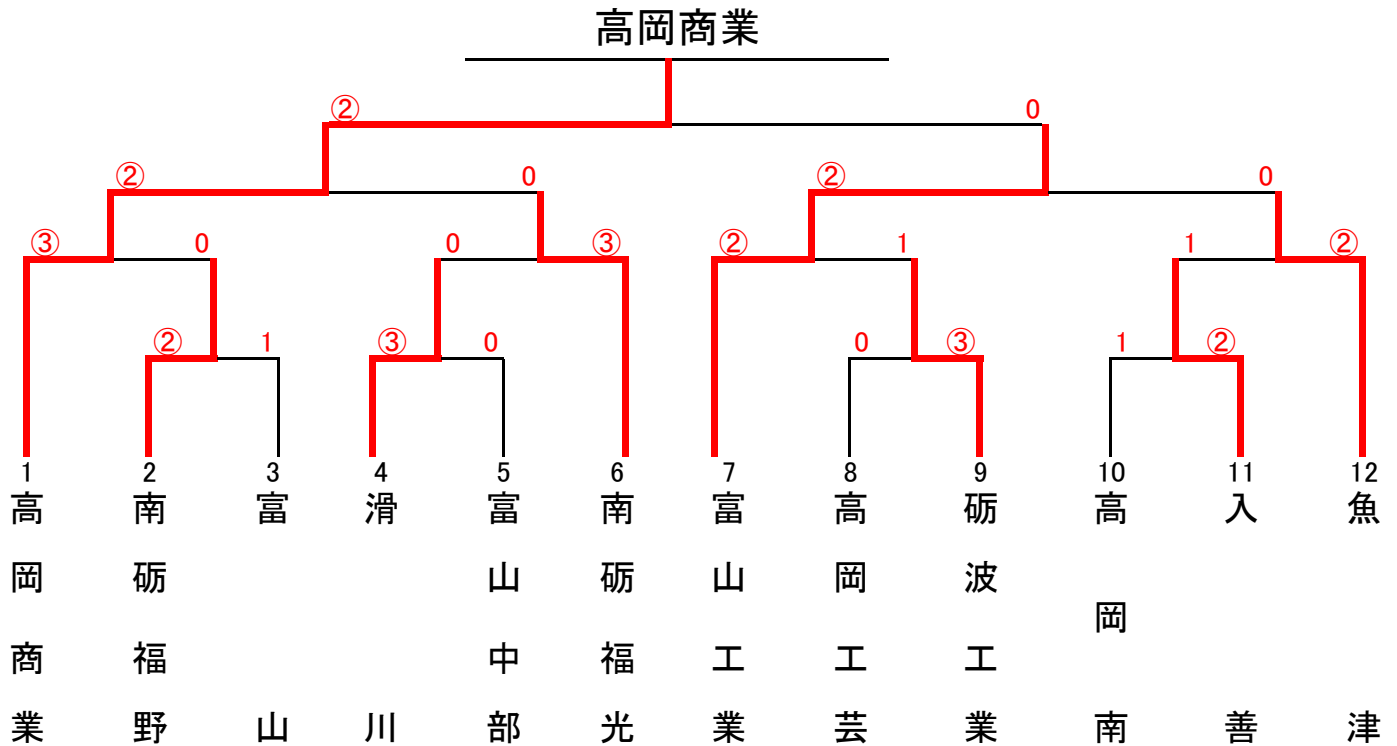 高岡商業
② 0
② 0 ② 0
③ 0 0 ③ ② 1 1 ②
② 1 ③ 0 0 ③ 1 ②
1 2 3 4 5 6 7 8 9 10 11 12
高岡商業
南砺福野
富山
滑川
富山中部
南砺福光
富山工業
高岡工芸
砺波工業
高岡南
入善
魚津